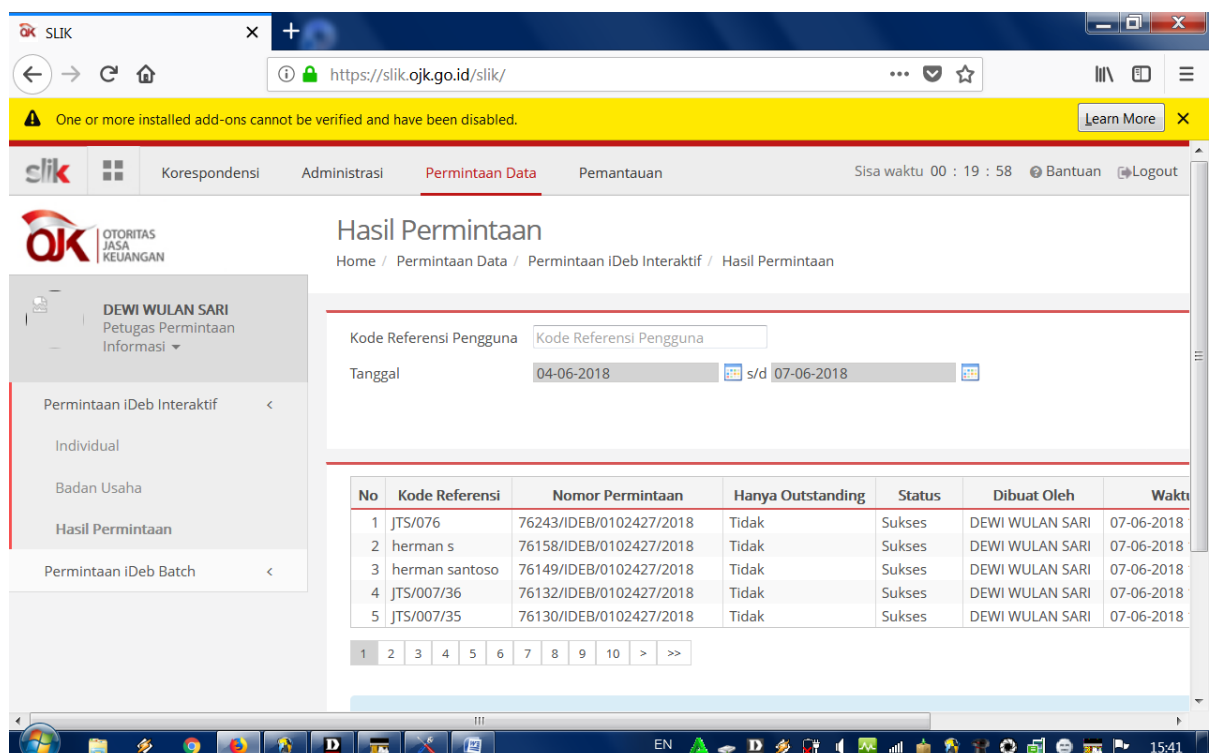 SLIK
https://slik.ojk.go.id/slik/
One or more installed add-ons cannot be verified and have been disabled.
Learn More
slik Korespondensi Administrasi Permintaan Data Pemantauan Sisa waktu 00 : 19 : 58 Bantuan Logout
OJK OTORITAS
JASA
KEUANGAN
Hasil Permintaan
Home / Permintaan Data / Permintaan iDeb Interaktif / Hasil Permintaan
DEWI WULAN SARI
Petugas Permintaan
Informasi
Permintaan iDeb Interaktif <
Individual
Badan Usaha
Hasil Permintaan
Permintaan iDeb Batch <
Kode Referensi Pengguna Kode Referensi Pengguna
Tanggal 04-06-2018 s/d 07-06-2018
No Kode Referensi Nomor Permintaan Hanya Outstanding Status Dibuat Oleh Waktu
1 JTS/076 76243/IDEB/0102427/2018 Tidak Sukses DEWI WULAN SARI 07-06-2018
2 herman s 76158/IDEB/0102427/2018 Tidak Sukses DEWI WULAN SARI 07-06-2018
3 herman santoso 76149/IDEB/0102427/2018 Tidak Sukses DEWI WULAN SARI 07-06-2018
4 JTS/007/36 76132/IDEB/0102427/2018 Tidak Sukses DEWI WULAN SARI 07-06-2018
5 JTS/007/35 76130/IDEB/0102427/2018 Tidak Sukses DEWI WULAN SARI 07-06-2018
1 2 3 4 5 6 7 8 9 10 > >>
EN 15:41